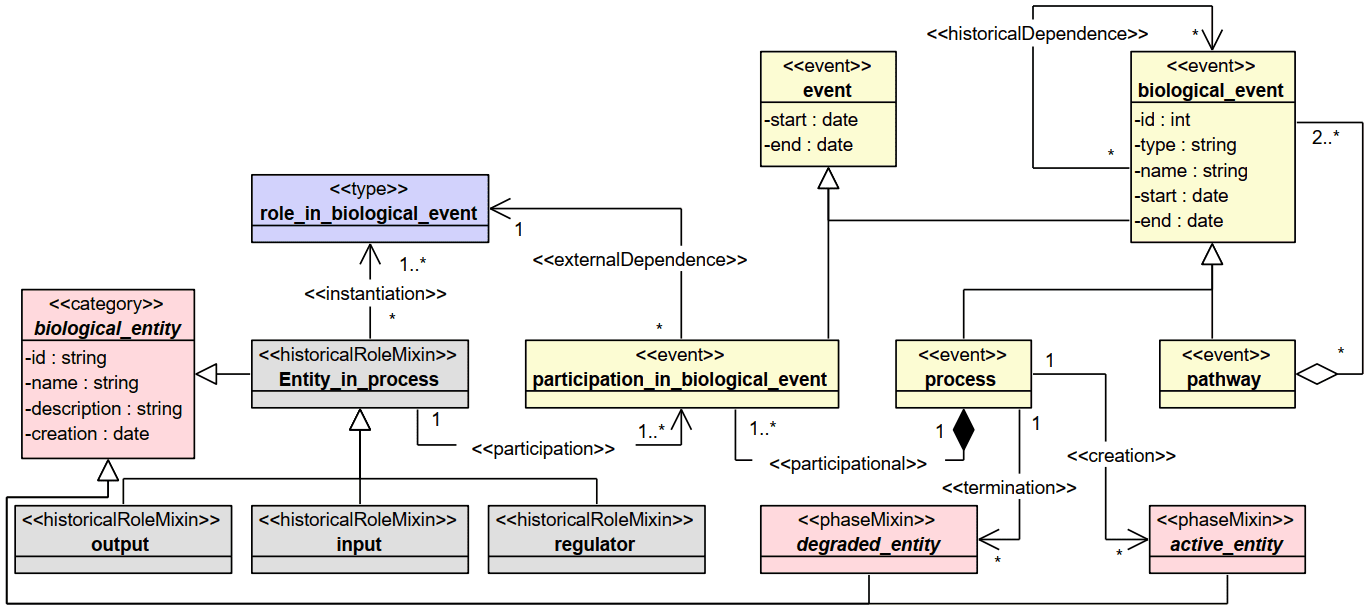 <<historicalDependence>>
*
*
<<event>>
event
-start : date
-end : date
<<event>>
biological_event
-id : int
-type : string
-name : string
-start : date
-end : date
2..*
*
<<type>>
role_in_biological_event
1
<<externalDependence>>
*
1..*
<<instantiation>>
*
<<category>>
biological_entity
-id : string
-name : string
-description : string
-creation : date
<<historicalRoleMixin>>
Entity_in_process
<<event>>
participation_in_biological_event
<<event>>
process
<<event>>
pathway
1
<<participation>>
1..*
1..*
<<participational>>
1
1
<<termination>>
*
1
<<creation>>
*
<<historicalRoleMixin>>
output
<<historicalRoleMixin>>
input
<<historicalRoleMixin>>
regulator
<<phaseMixin>>
degraded_entity
<<phaseMixin>>
active_entity